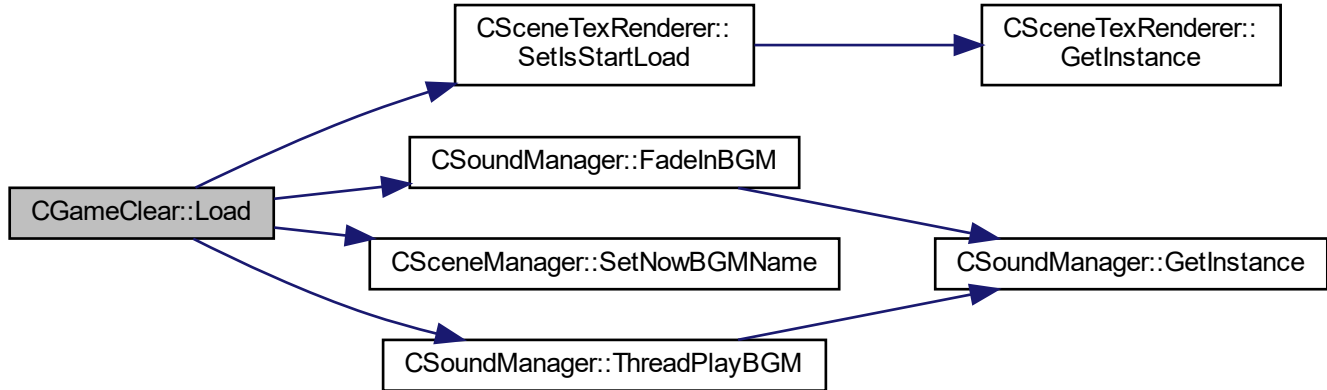 CGameClear::Load
CSceneTexRenderer::
SetIsStartLoad
CSceneTexRenderer::
GetInstance
CSoundManager::FadeInBGM
CSceneManager::SetNowBGMName
CSoundManager::ThreadPlayBGM
CSoundManager::GetInstance